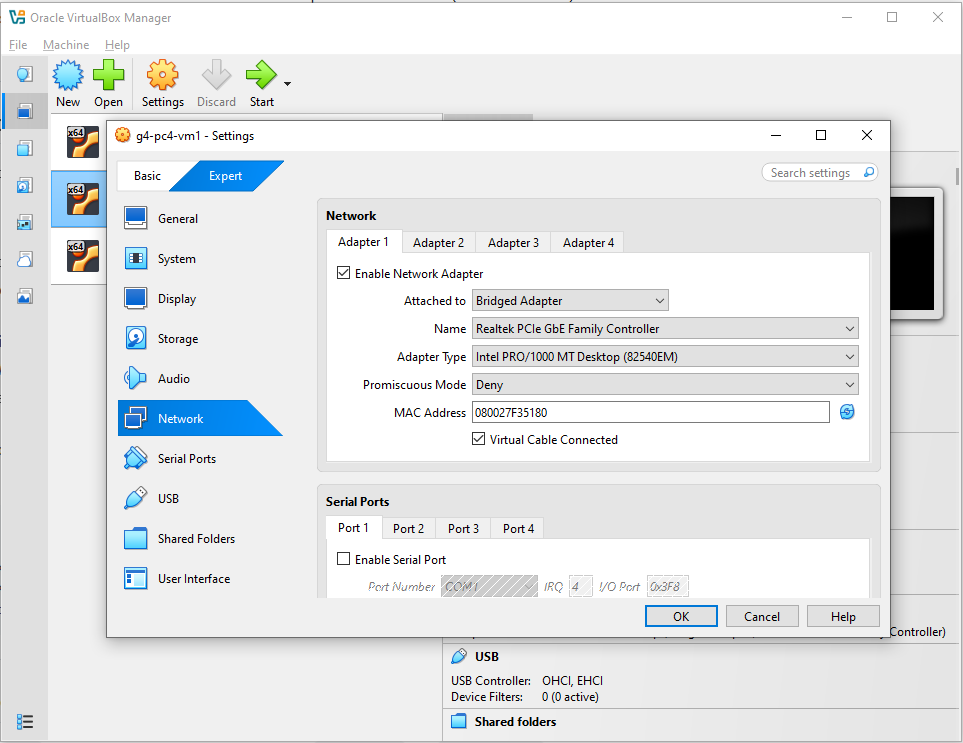 Oracle VirtualBox Manager
File Machine Help
New Open Settings Discard Start
x64
x64
x64
g4-pc4-vm1 - Settings
Basic Expert
Search settings
General
System
Display
Storage
Audio
Network
Serial Ports
USB
Shared Folders
User Interface
Network
Adapter 1 Adapter 2 Adapter 3 Adapter 4
Enable Network Adapter
Attached to Bridged Adapter
Name Realtek PCIe GbE Family Controller
Adapter Type Intel PRO/1000 MT Desktop (82540EM)
Promiscuous Mode Deny
MAC Address 080027F35180
Virtual Cable Connected
Serial Ports
Port 1 Port 2 Port 3 Port 4
Enable Serial Port
Port Number COM1 IRQ 4 I/O Port 0x3F8
OK Cancel Help
Controller)
USB
USB Controller: OHCI, EHCI
Device Filters: 0 (0 active)
Shared folders